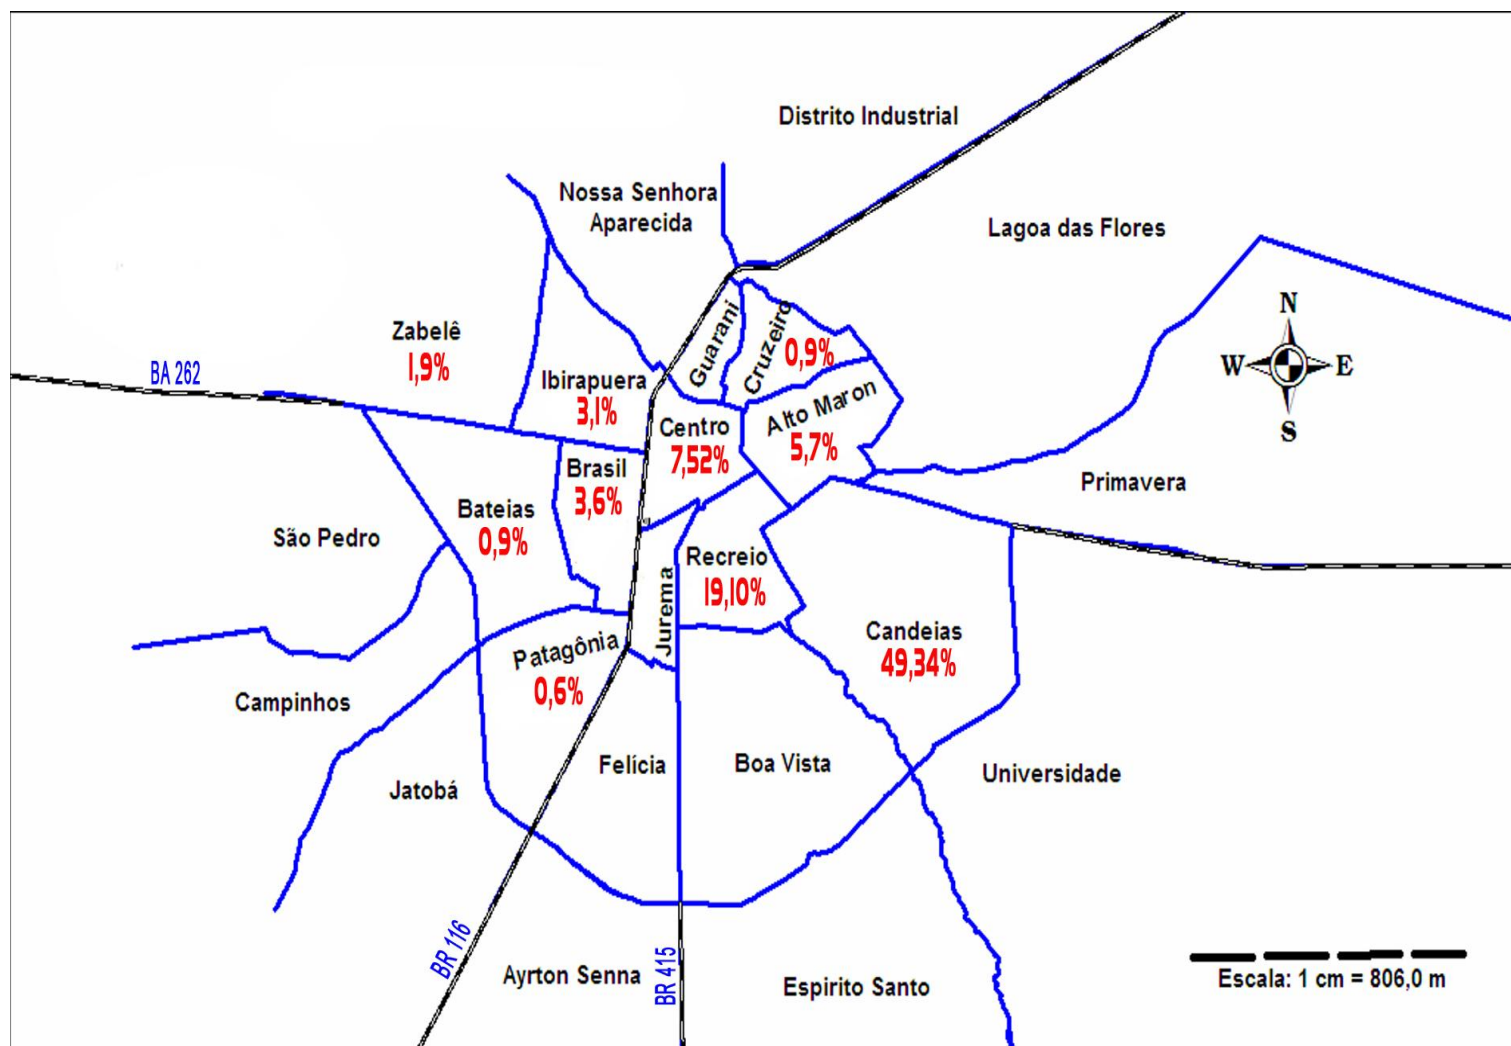 Distrito Industrial
Nossa Senhora
Aparecida
Lagoa das Flores
Zabelê
1,9%
BA 262
Ibirapuera
3,1%
Guarani
Cruzeiro
0,9%
N
W
E
S
Centro
7,52%
Alto Maron
5,7%
Brasil
3,6%
Bateias
0,9%
São Pedro
Primavera
Recreio
19,10%
Jurema
Candeias
49,34%
Patagônia
0,6%
Campinhos
Jatobá
Felícia
Boa Vista
Universidade
BR 116
Ayrton Senna
BR 415
Espirito Santo
Escala: 1 cm = 806,0 m